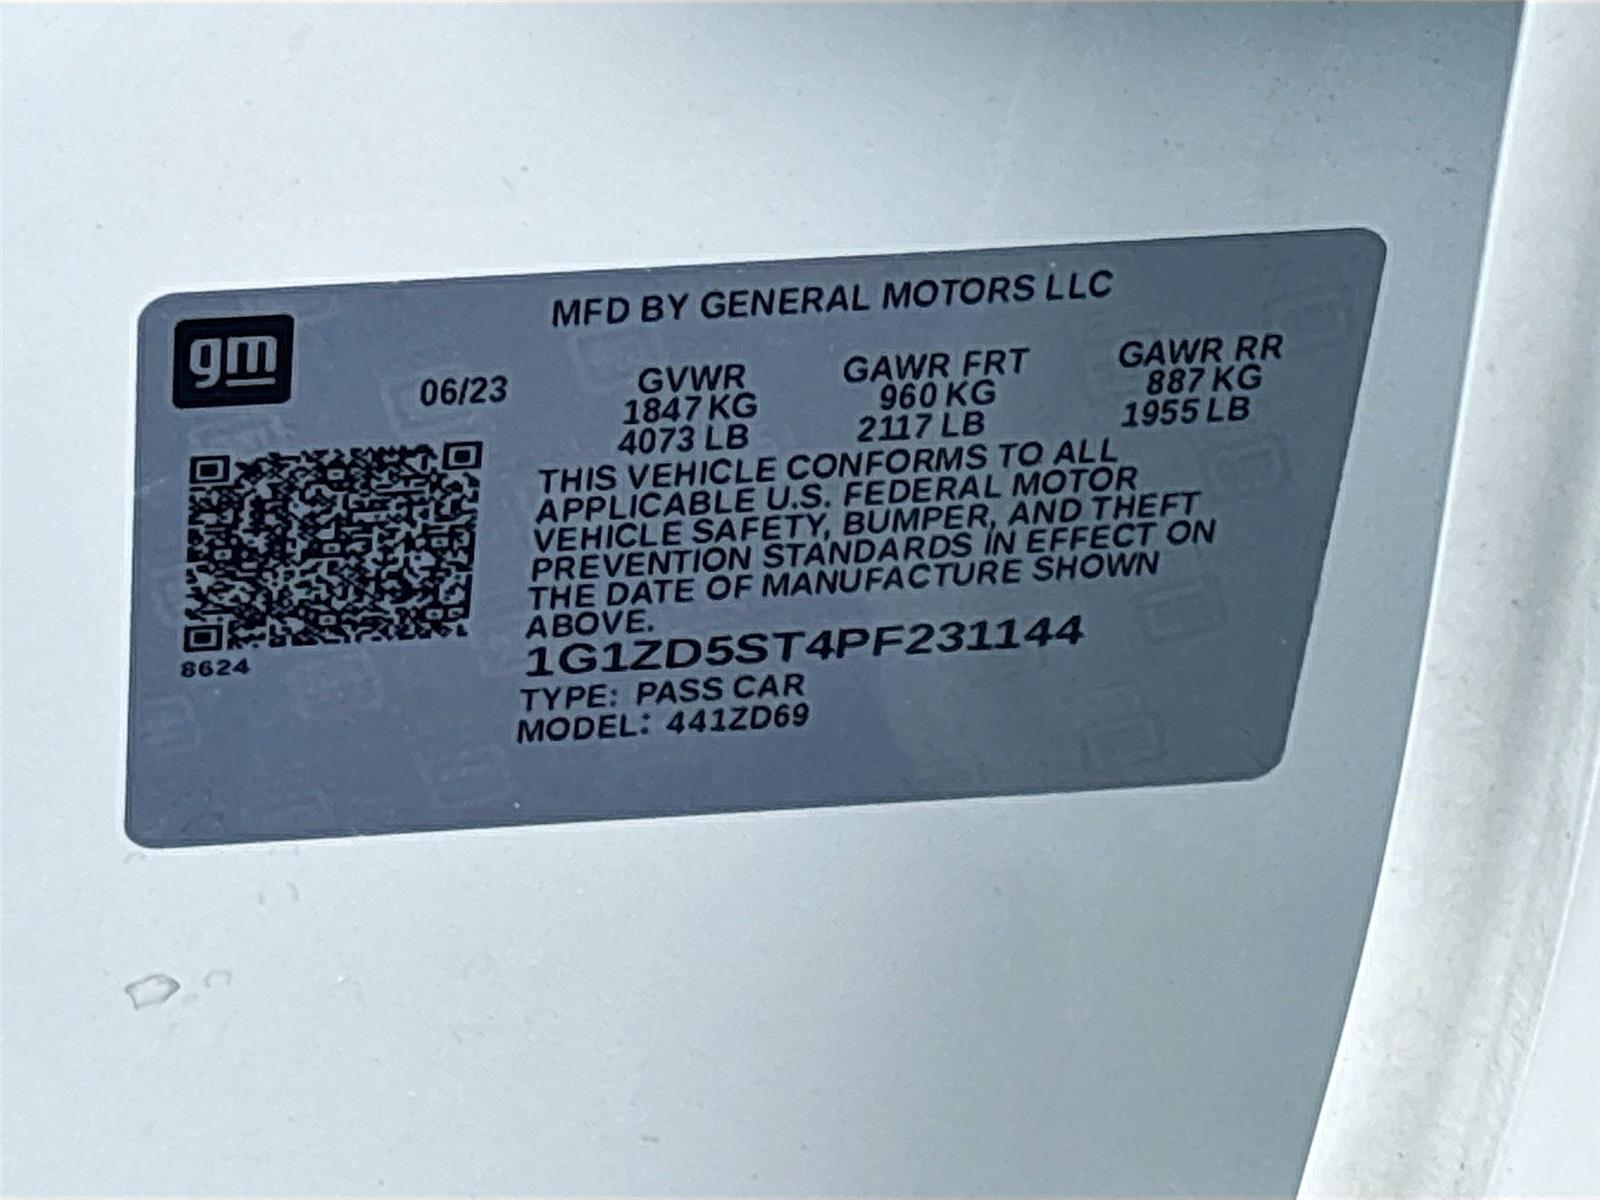 MFD BY GENERAL MOTORS LLC
gm
06/23
GVWR
1847 KG
4073 LB
GAWR FRT
960 KG
2117 LB
GAWR RR
887 KG
1955 LB
THIS VEHICLE CONFORMS TO ALL
APPLICABLE U.S. FEDERAL MOTOR
VEHICLE SAFETY, BUMPER, AND THEFT
PREVENTION STANDARDS IN EFFECT ON
THE DATE OF MANUFACTURE SHOWN
ABOVE.
8624
1G1ZD5ST4PF231144
TYPE: PASS CAR
MODEL: 441ZD69